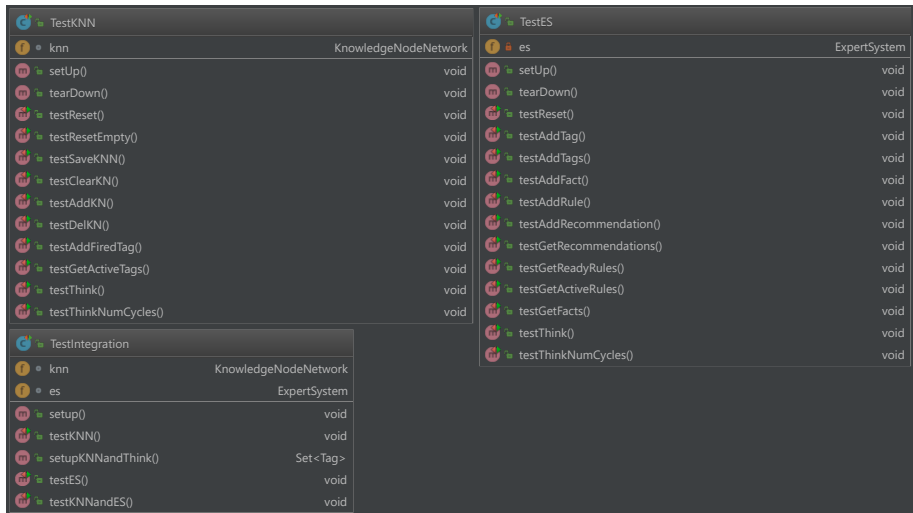 TestKNN
knn KnowledgeNodeNetwork
setUp() void
tearDown() void
testReset() void
testResetEmpty() void
testSaveKNN() void
testClearKN() void
testAddKN() void
testDelKN() void
testAddFiredTag() void
testGetActiveTags() void
testThink() void
testThinkNumCycles() void
TestES
es ExpertSystem
setUp() void
tearDown() void
testReset() void
testAddTag() void
testAddTags() void
testAddFact() void
testAddRule() void
testAddRecommendation() void
testGetRecommendations() void
testGetReadyRules() void
testGetActiveRules() void
testGetFacts() void
testThink() void
testThinkNumCycles() void
TestIntegration
knn KnowledgeNodeNetwork
es ExpertSystem
setup() void
testKNN() void
setupKNNandThink() Set<Tag>
testES() void
testKNNandES() void